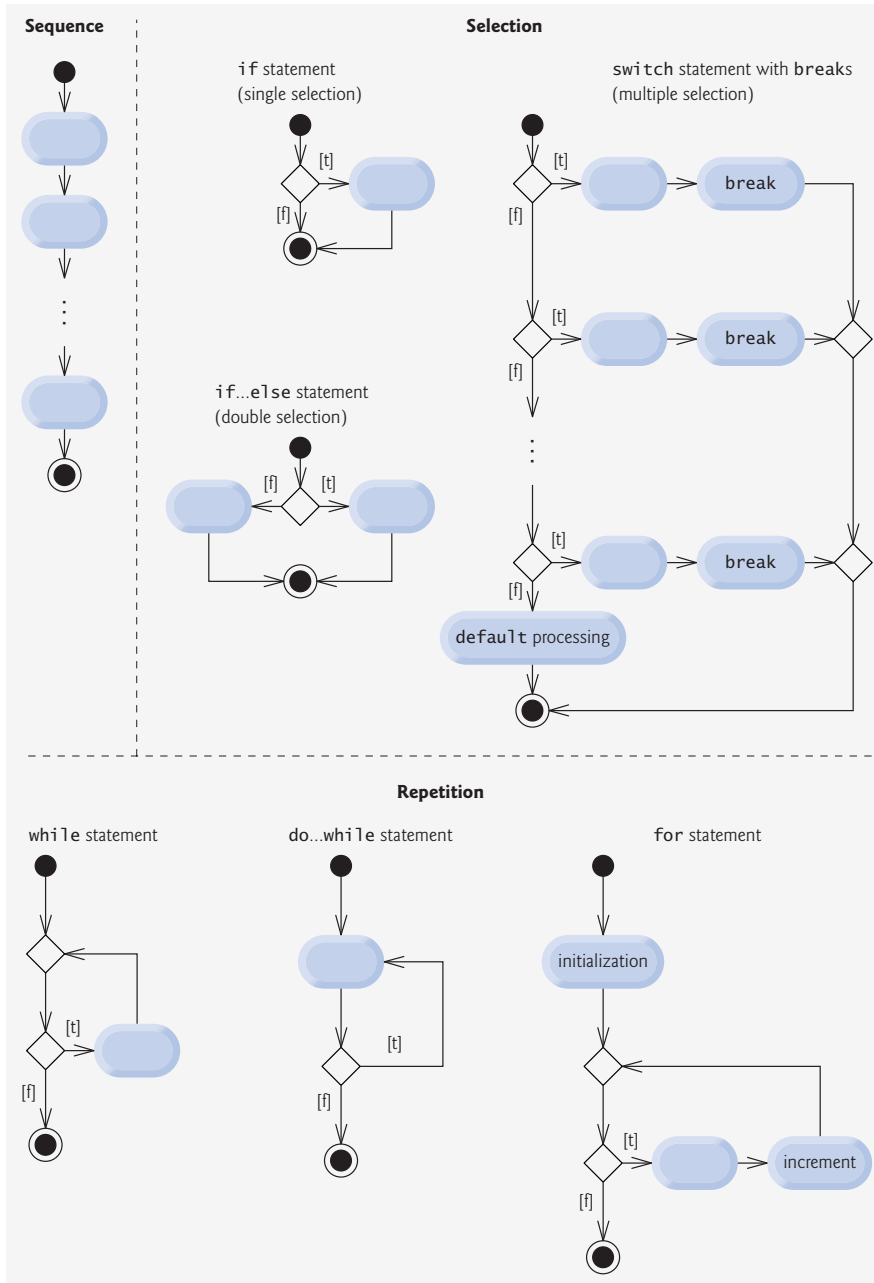 Sequence
Selection
if statement
(single selection)
[t]
[f]
if...else statement
(double selection)
[f]
[t]
switch statement with breaks
(multiple selection)
[t]
break
[f]
[t]
break
[f]
[t]
break
[f]
default processing
Repetition
while statement
[t]
[f]
do...while statement
[t]
[f]
for statement
initialization
[t]
increment
[f]